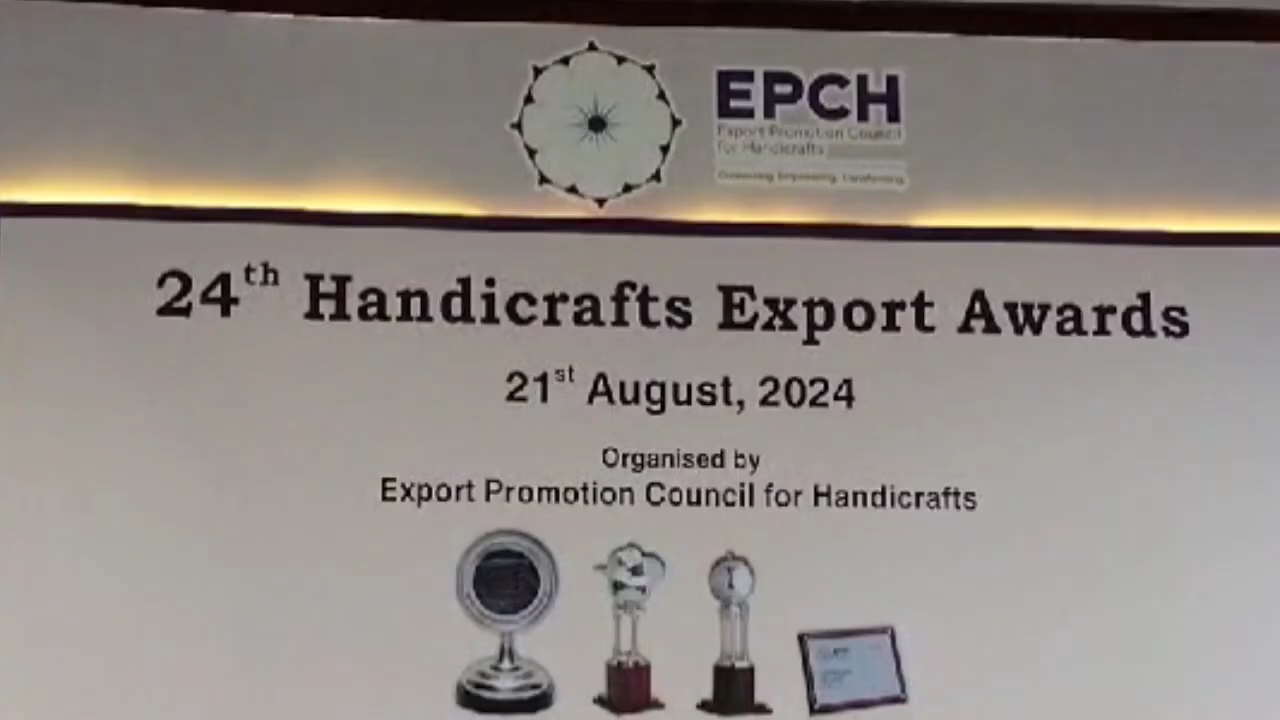 EPCH
Export Promotion Council
for Handicrafts
24th Handicrafts Export Awards
21st August, 2024
Organised by
Export Promotion Council for Handicrafts